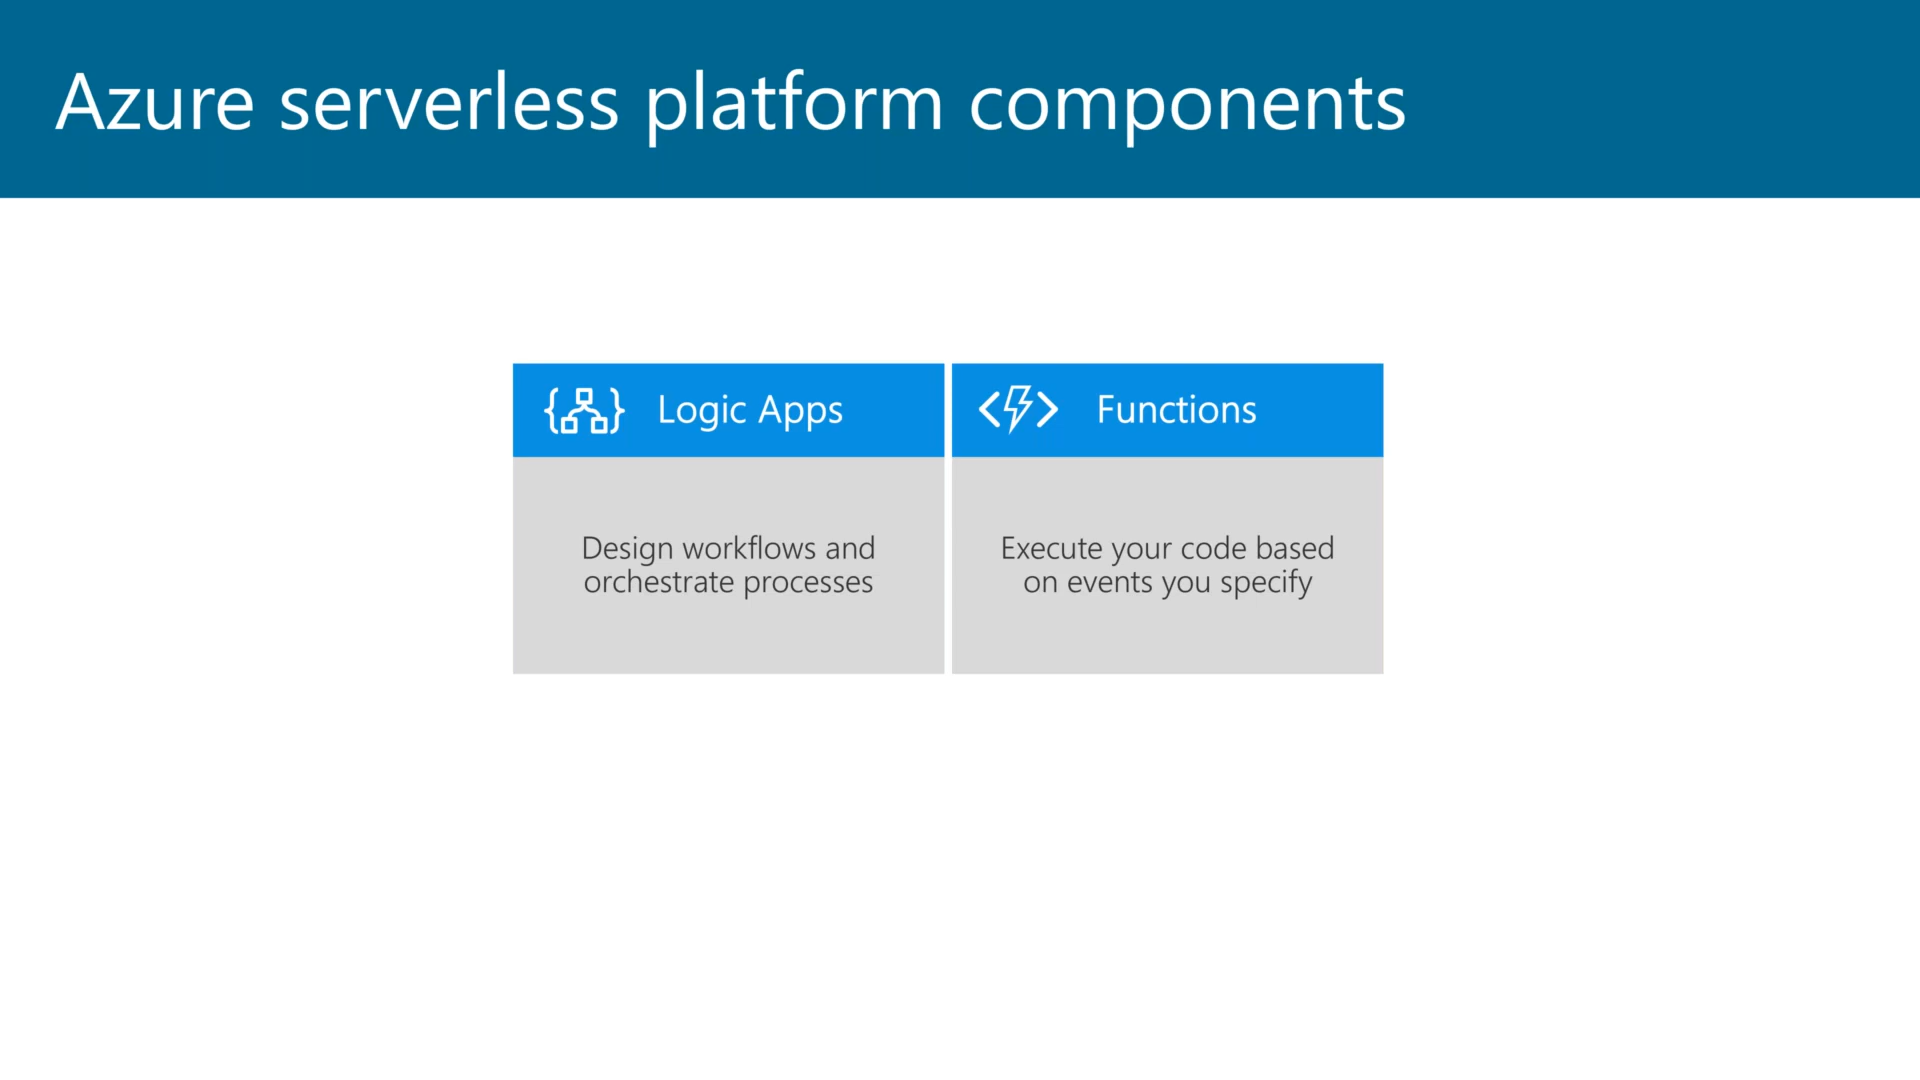 Azure serverless platform components
Logic Apps
Design workflows and
orchestrate processes
Functions
Execute your code based
on events you specify